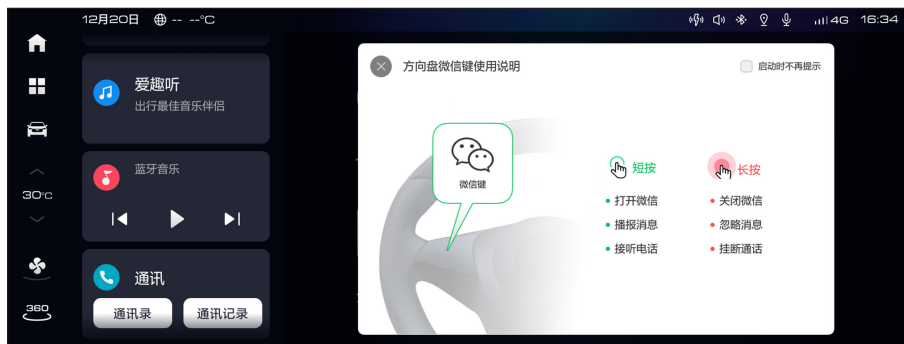 12月20日 -- --°C
4G 16:34
30°C
360
爱趣听
出行最佳音乐伴侣
蓝牙音乐
通讯
通讯录 通讯记录
方向盘微信键使用说明
启动时不再提示
微信键
短按
打开微信
播报消息
接听电话
长按
关闭微信
忽略消息
挂断通话